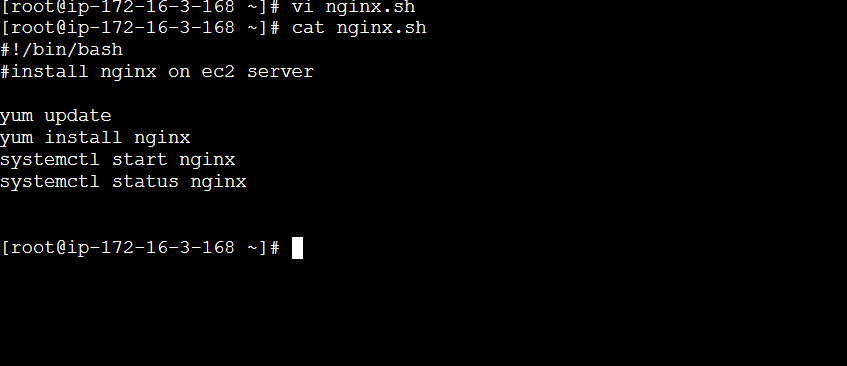 [root@ip-172-16-3-168 ~]# vi nginx.sh
[root@ip-172-16-3-168 ~]# cat nginx.sh
#!/bin/bash
#install nginx on ec2 server
yum update
yum install nginx
systemctl start nginx
systemctl status nginx
[root@ip-172-16-3-168 ~]#